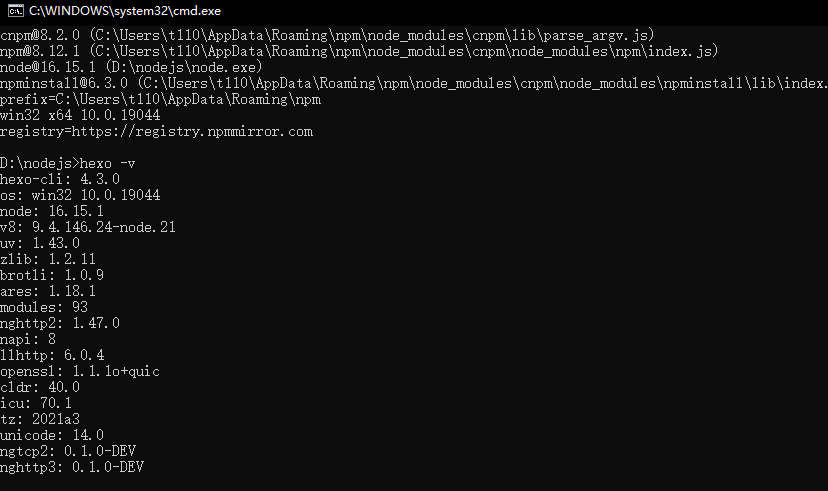 C:\WINDOWS\system32\cmd.exe
cnpm@8.2.0 (C:\Users\tll0\AppData\Roaming\npm\node_modules\cnpm\lib\parse_argv.js)
npm@8.12.1 (C:\Users\tll0\AppData\Roaming\npm\node_modules\cnpm\node_modules\npm\index.js)
node@16.15.1 (D:\nodejs\node.exe)
npminstall@6.3.0 (C:\Users\tll0\AppData\Roaming\npm\node_modules\cnpm\node_modules\npminstall\lib\index.
prefix=C:\Users\tll0\AppData\Roaming\npm
win32 x64 10.0.19044
registry=https://registry.npmmirror.com
D:\nodejs>hexo -v
hexo-cli: 4.3.0
os: win32 10.0.19044
node: 16.15.1
v8: 9.4.146.24-node.21
uv: 1.43.0
zlib: 1.2.11
brotli: 1.0.9
ares: 1.18.1
modules: 93
nghttp2: 1.47.0
napi: 8
llhttp: 6.0.4
openssl: 1.1.1o+quic
cldr: 40.0
icu: 70.1
tz: 2021a3
unicode: 14.0
ngtcp2: 0.1.0-DEV
nghttp3: 0.1.0-DEV